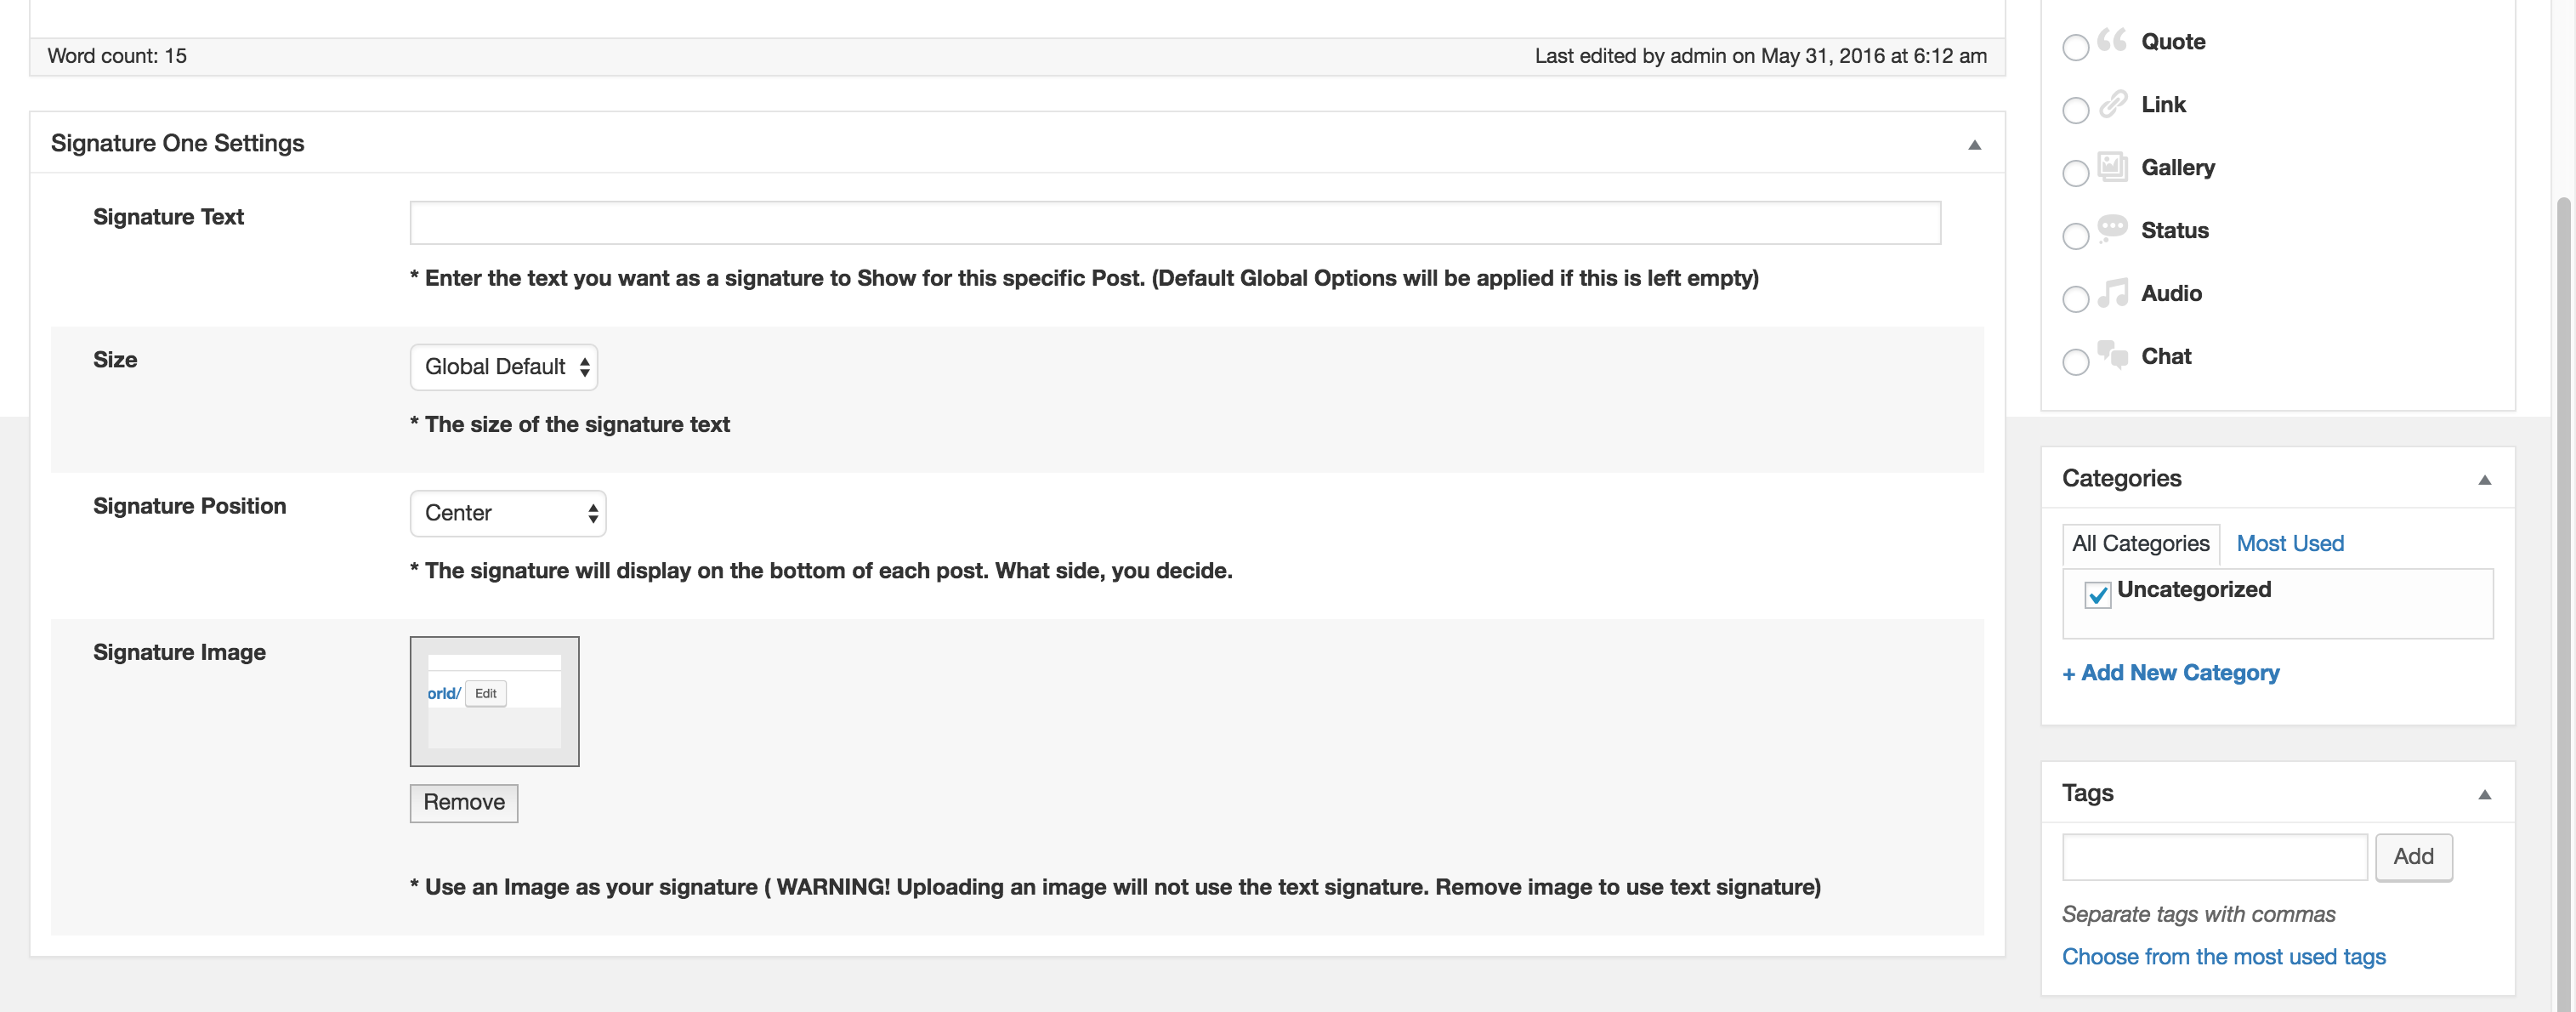 Word count: 15
Last edited by admin on May 31, 2016 at 6:12 am
Signature One Settings
Signature Text
* Enter the text you want as a signature to Show for this specific Post. (Default Global Options will be applied if this is left empty)
Size
Global Default
* The size of the signature text
Signature Position
Center
* The signature will display on the bottom of each post. What side, you decide.
Signature Image
orld/ Edit
Remove
* Use an Image as your signature ( WARNING! Uploading an image will not use the text signature. Remove image to use text signature)
Quote
Link
Gallery
Status
Audio
Chat
Categories
All Categories
Most Used
Uncategorized
+ Add New Category
Tags
Add
Separate tags with commas
Choose from the most used tags